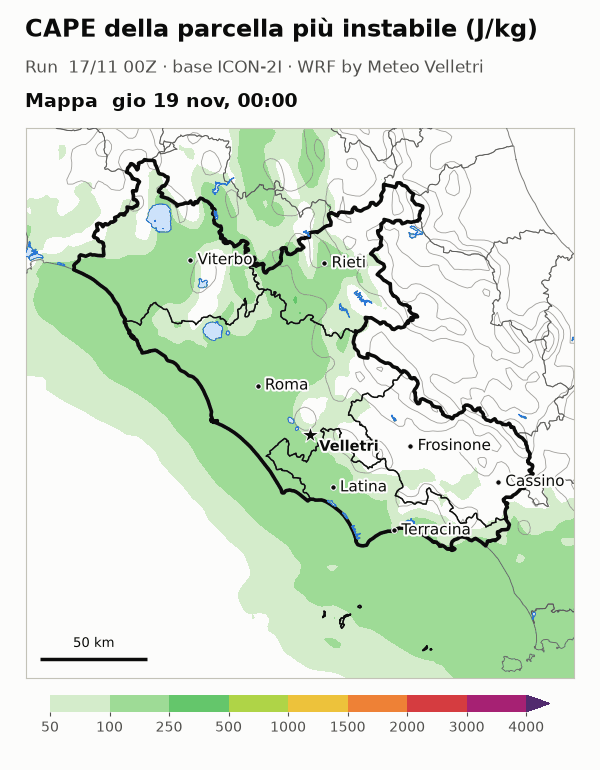 CAPE della parcella più instabile (J/kg)
Run  17/11 00Z · base ICON-2I · WRF by Meteo Velletri
Mappa  gio 19 nov, 00:00
Viterbo
Rieti
Roma
Velletri
Frosinone
Latina
Cassino
Terracina
50 km
50 100 250 500 1000 1500 2000 3000 4000